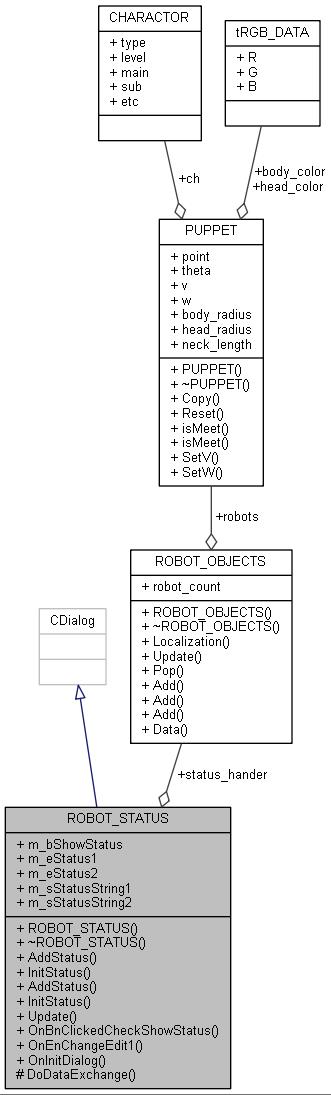 CHARACTOR
+ type
+ level
+ main
+ sub
+ etc
tRGB_DATA
+ R
+ G
+ B
+ch
+body_color
+head_color
PUPPET
+ point
+ theta
+ v
+ w
+ body_radius
+ head_radius
+ neck_length
+ PUPPET()
+ ~PUPPET()
+ Copy()
+ Reset()
+ isMeet()
+ isMeet()
+ SetV()
+ SetW()
+robots
ROBOT_OBJECTS
+ robot_count
+ ROBOT_OBJECTS()
+ ~ROBOT_OBJECTS()
+ Localization()
+ Update()
+ Pop()
+ Add()
+ Add()
+ Add()
+ Data()
CDialog
+status_hander
ROBOT_STATUS
+ m_bShowStatus
+ m_eStatus1
+ m_eStatus2
+ m_sStatusString1
+ m_sStatusString2
+ ROBOT_STATUS()
+ ~ROBOT_STATUS()
+ AddStatus()
+ InitStatus()
+ AddStatus()
+ InitStatus()
+ Update()
+ OnBnClickedCheckShowStatus()
+ OnEnChangeEdit1()
+ OnInitDialog()
# DoDataExchange()